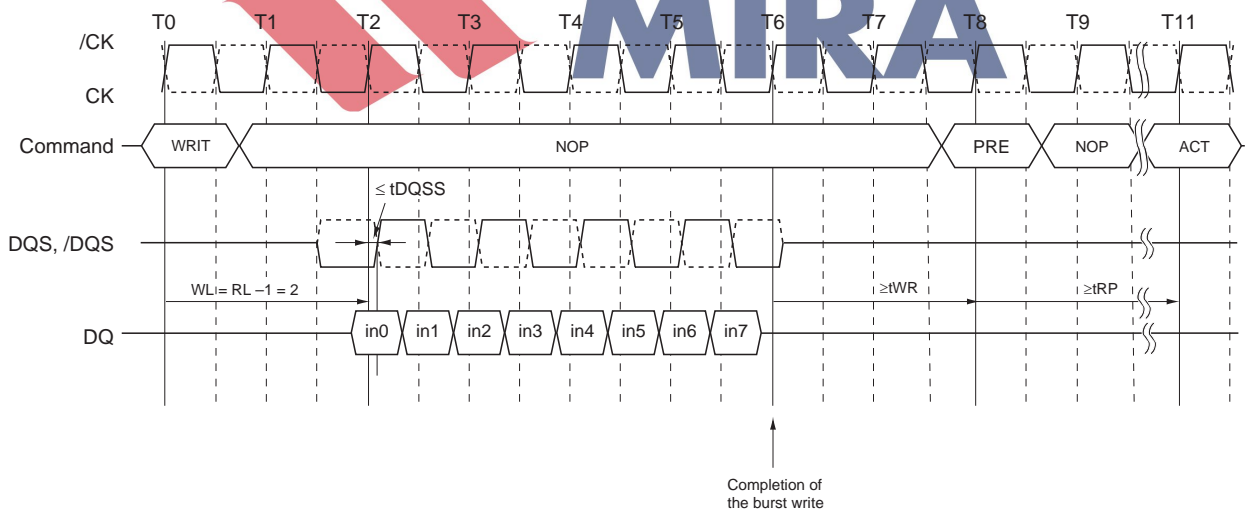 MIRA
T0 T1 T2 T3 T4 T5 T6 T7 T8 T9 T11
/CK
CK
Command WRIT NOP PRE NOP ACT
≤ tDQSS
DQS, /DQS
WL = RL –1 = 2 ≥tWR ≥tRP
DQ in0 in1 in2 in3 in4 in5 in6 in7
Completion of
the burst write